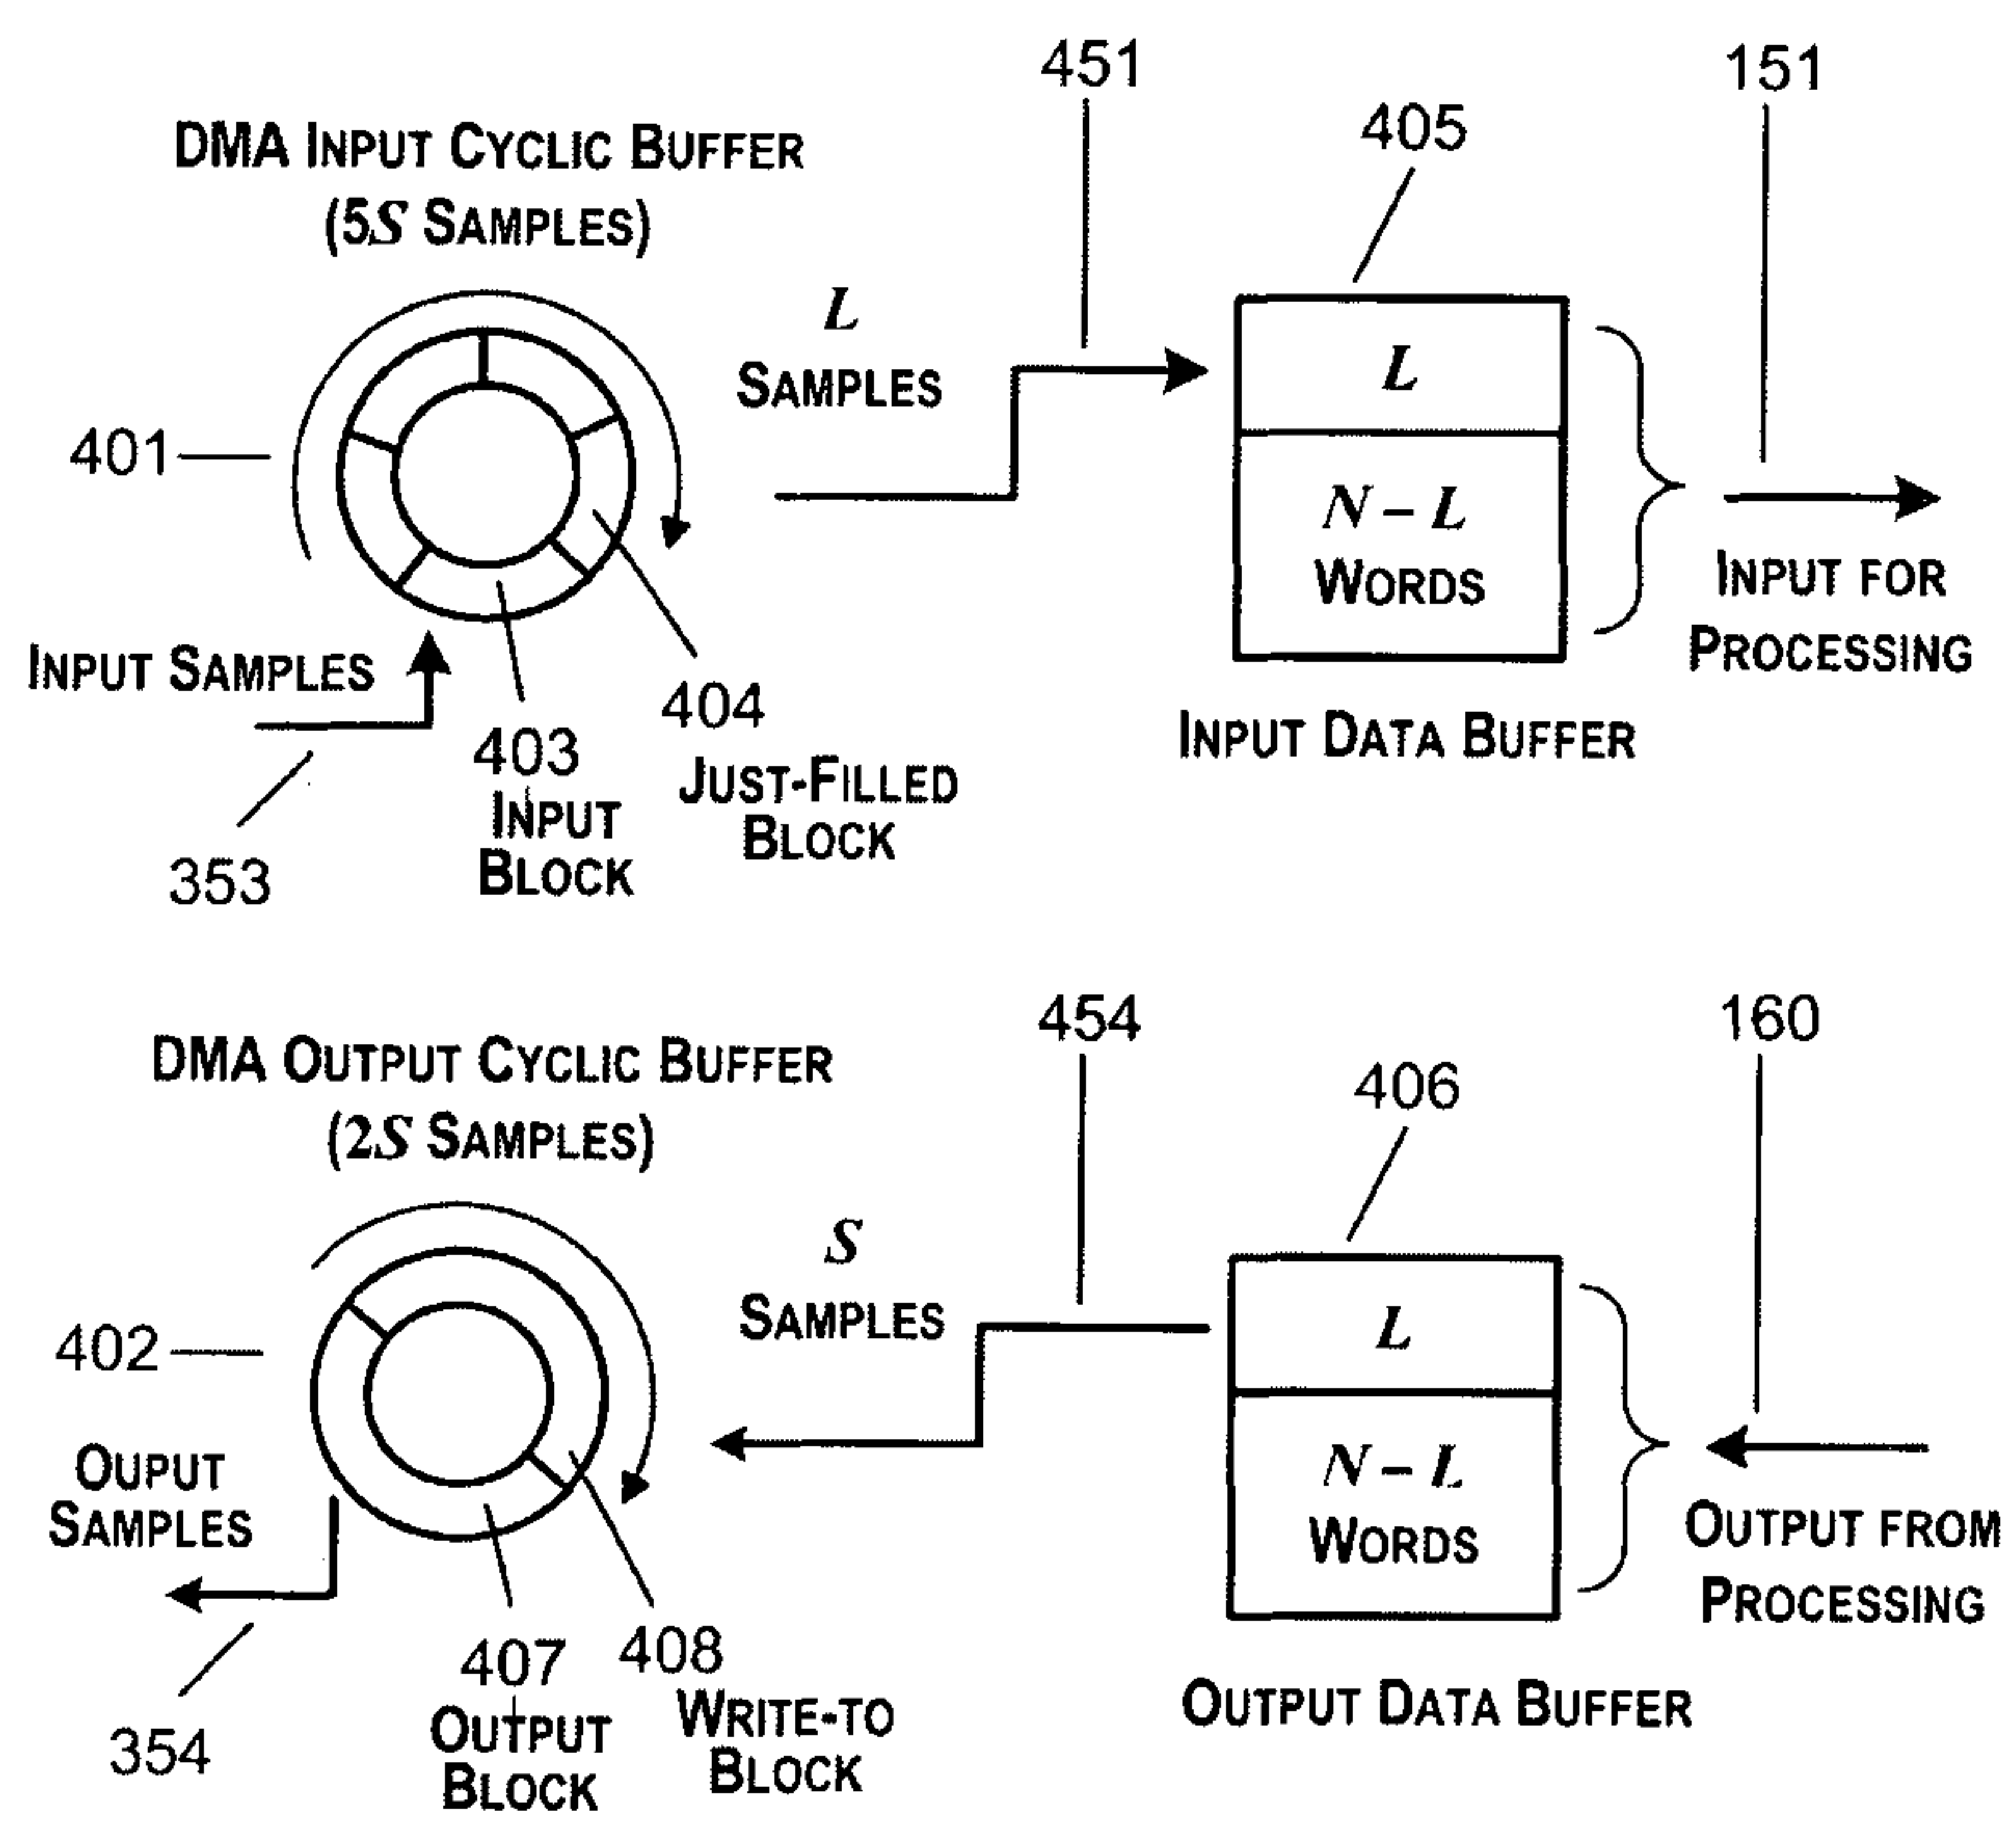 451
151
405
DMA INPUT CYCLIC BUFFER
(5S SAMPLES)
L
SAMPLES
L
401
N – L
WORDS
INPUT FOR
PROCESSING
INPUT SAMPLES
404
JUST-FILLED
BLOCK
403
INPUT
BLOCK
INPUT DATA BUFFER
353
454
160
DMA OUTPUT CYCLIC BUFFER
(2S SAMPLES)
406
S
SAMPLES
L
402
N – L
WORDS
OUPUT
SAMPLES
OUTPUT FROM
PROCESSING
407
OUTPUT
BLOCK
408
WRITE-TO
BLOCK
OUTPUT DATA BUFFER
354